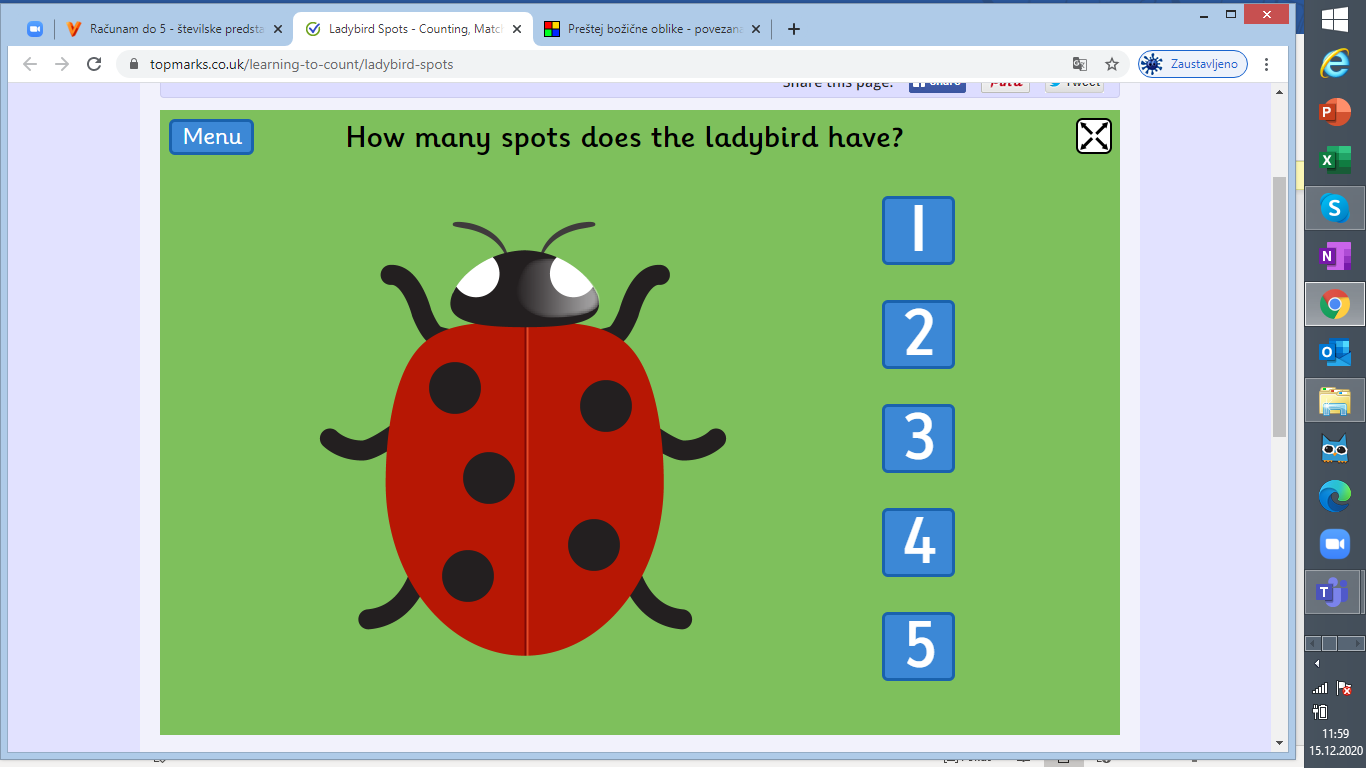 Računam do 5 - številske predsta
Ladybird Spots - Counting, Matc
Preštej božične oblike - povezan
topmarks.co.uk/learning-to-count/ladybird-spots
Zaustavljeno
Share this page:
Share
Tweet
Menu
How many spots does the ladybird have?
1
2
3
4
5
11:59
15.12.2020